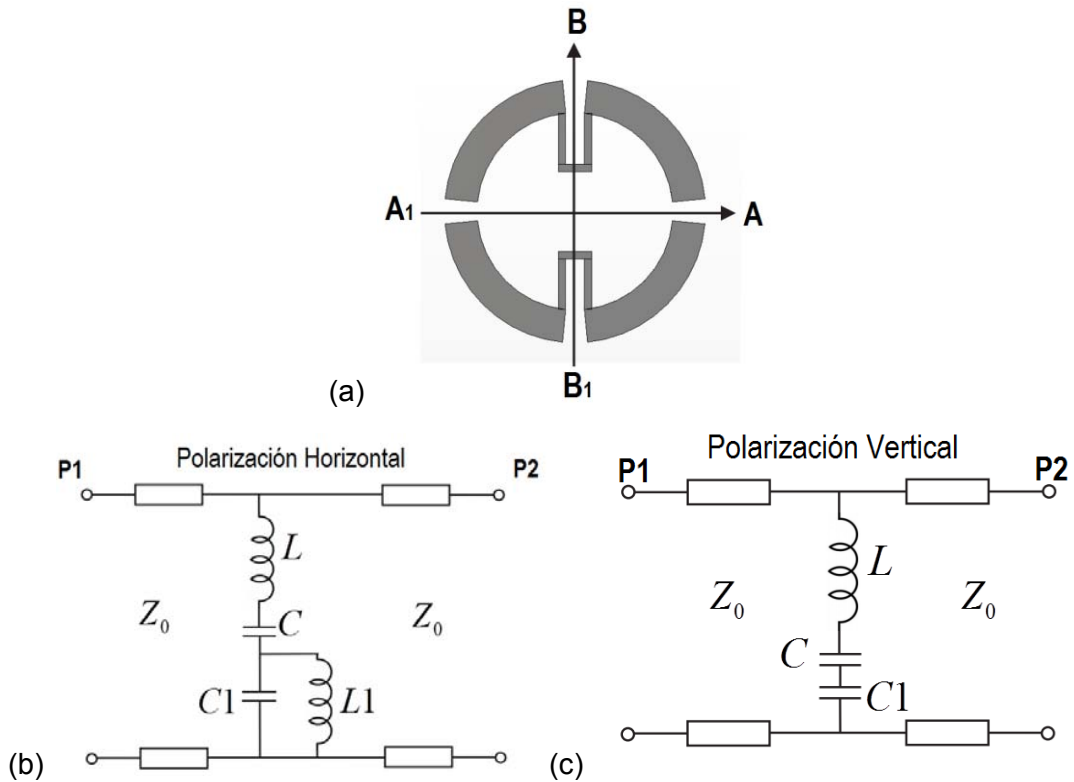 B
A₁ A
B₁
(a)
Polarización Horizontal
P1 P2
L
Z₀ C Z₀
C1 L1
(b)
Polarización Vertical
P1 P2
L
Z₀ Z₀
C
C1
(c)